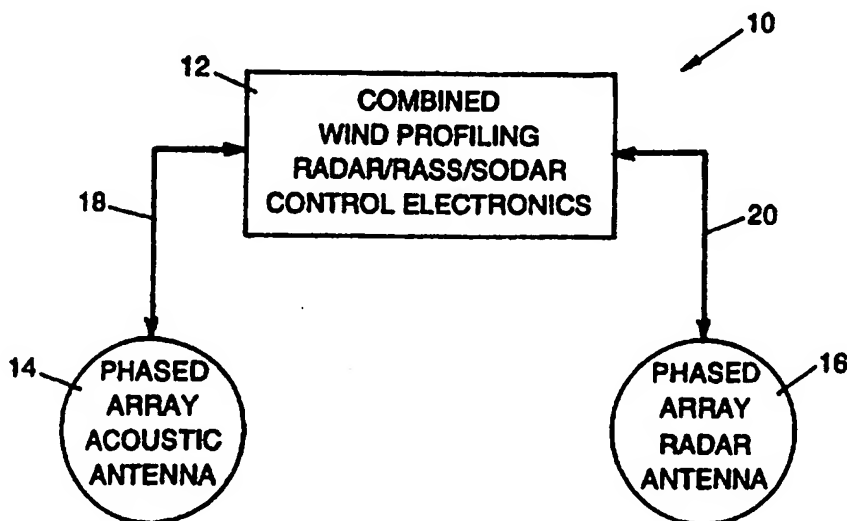 10
12
COMBINED
WIND PROFILING
RADAR/RASS/SODAR
CONTROL ELECTRONICS
18
20
14
PHASED
ARRAY
ACOUSTIC
ANTENNA
PHASED
ARRAY
RADAR
ANTENNA
16